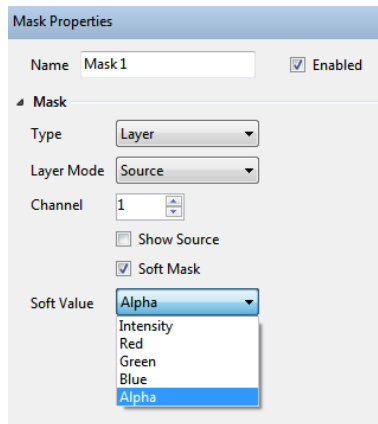 Mask Properties
Name Mask 1 Enabled
Mask
Type Layer
Layer Mode Source
Channel 1
Show Source
Soft Mask
Soft Value Alpha
Intensity
Red
Green
Blue
Alpha